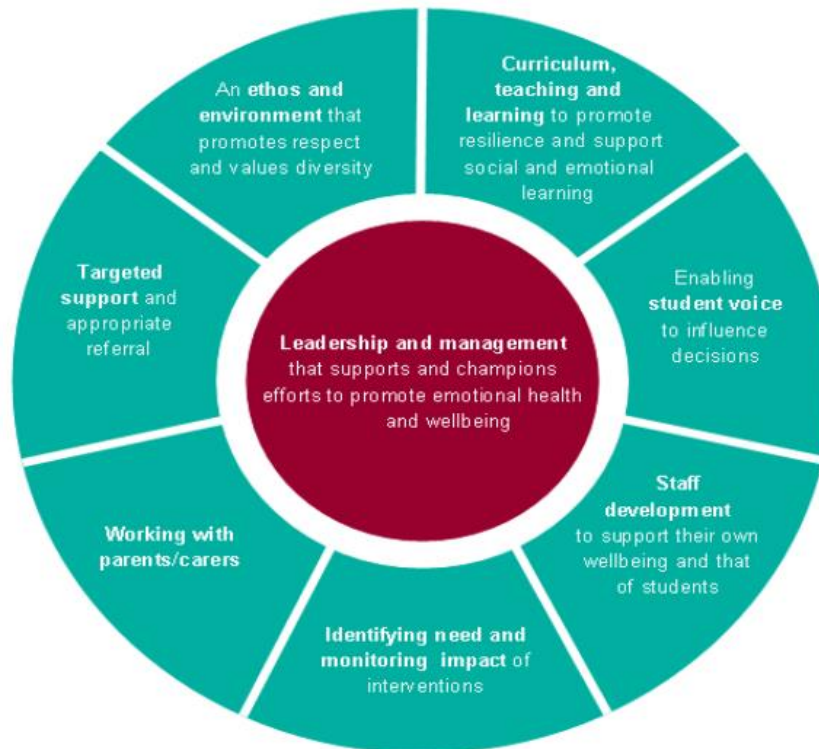 An ethos and
environment that
promotes respect
and values diversity
Curriculum,
teaching and
learning to promote
resilience and support
social and emotional
learning
Enabling
student voice
to influence
decisions
Staff
development
to support their own
wellbeing and that
of students
Identifying need and
monitoring impact of
interventions
Working with
parents/carers
Targeted
support and
appropriate
referral
Leadership and management
that supports and champions
efforts to promote emotional health
and wellbeing